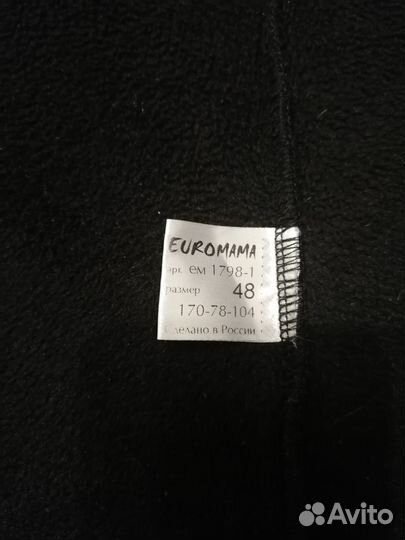 EUROMAMA
арт. ем 1798-1
размер 48
170-78-104
Сделано в России
Avito